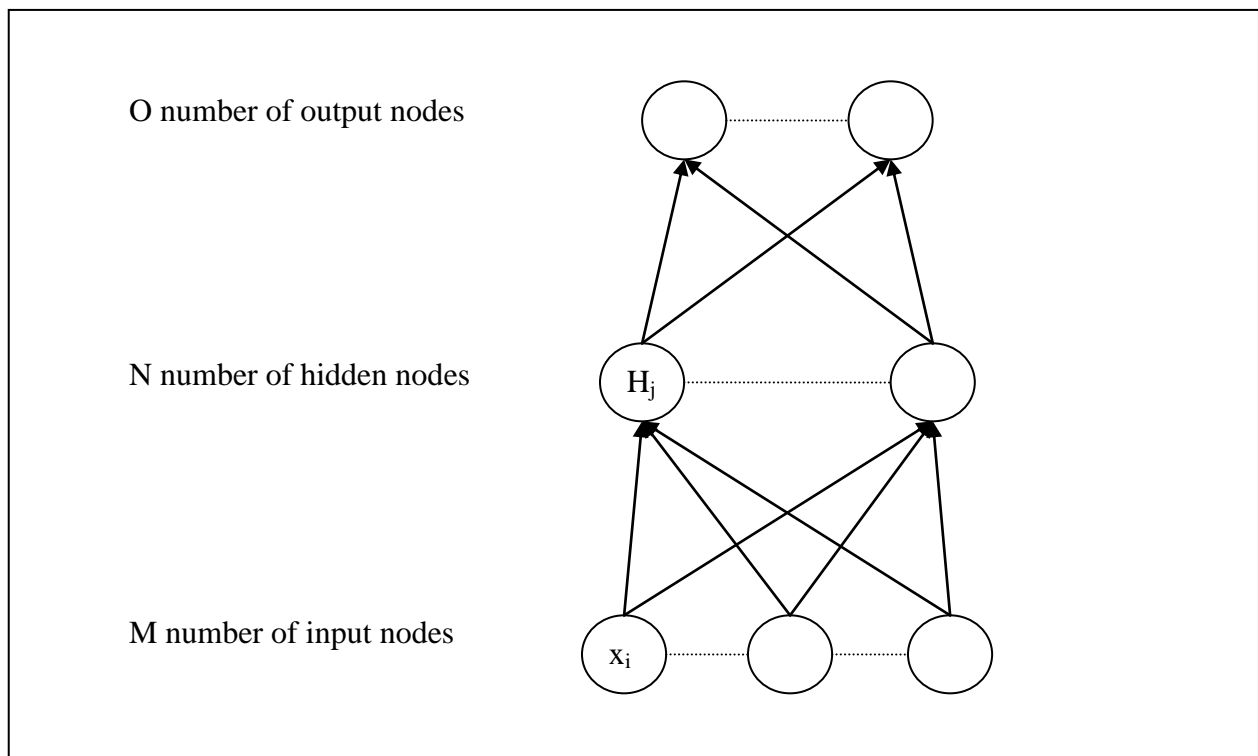 O number of output nodes
N number of hidden nodes
Hj
M number of input nodes
xi